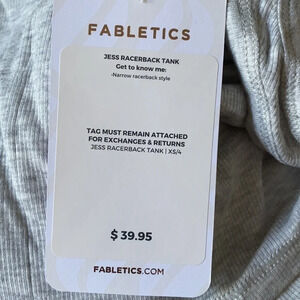 FABLETICS
JESS RACERBACK TANK
Get to know me:
-Narrow racerback style
TAG MUST REMAIN ATTACHED
FOR EXCHANGES & RETURNS
JESS RACERBACK TANK | XS/4
$ 39.95
FABLETICS.COM